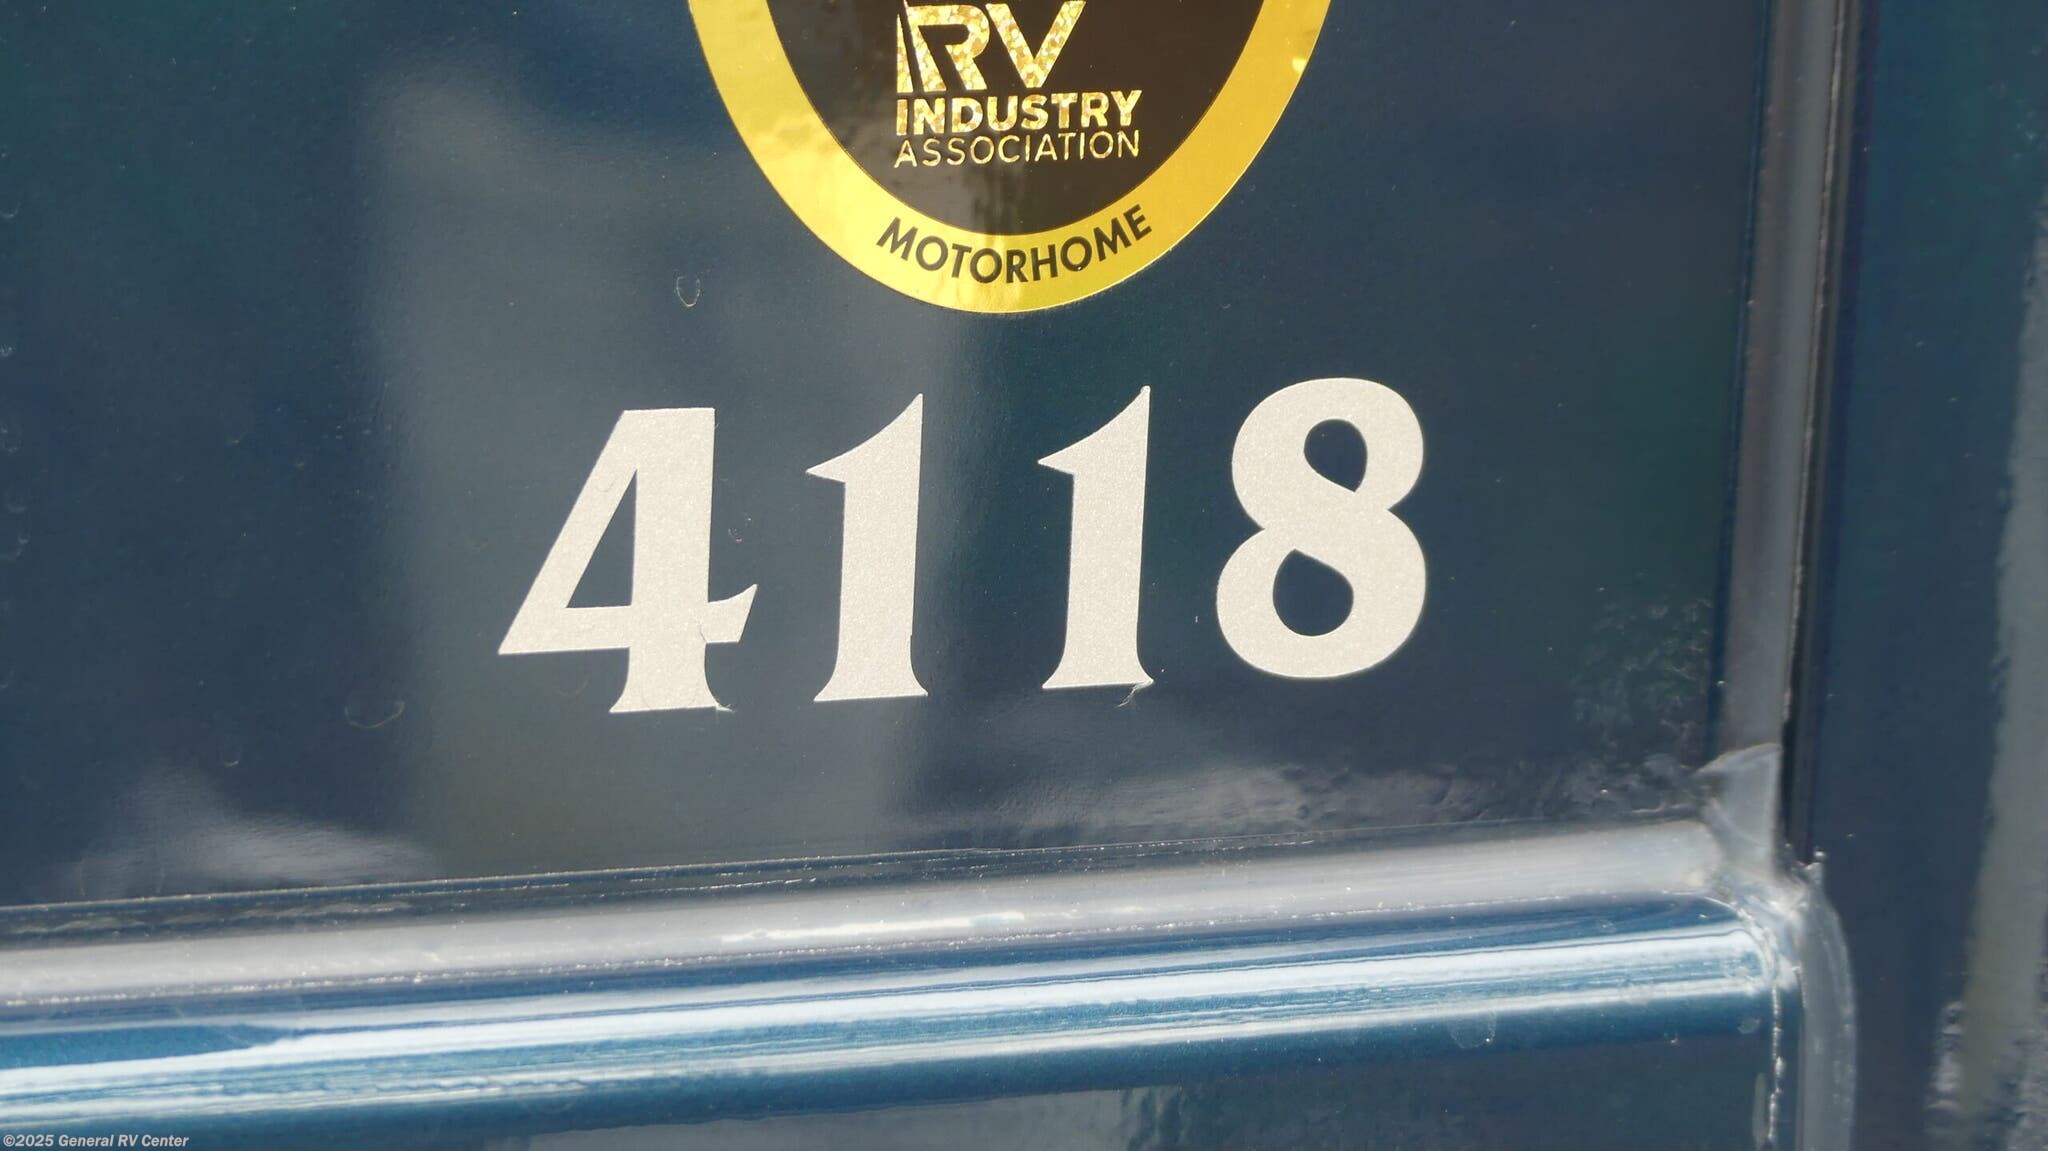 RV
INDUSTRY
ASSOCIATION
MOTORHOME
4118
©2025 General RV Center